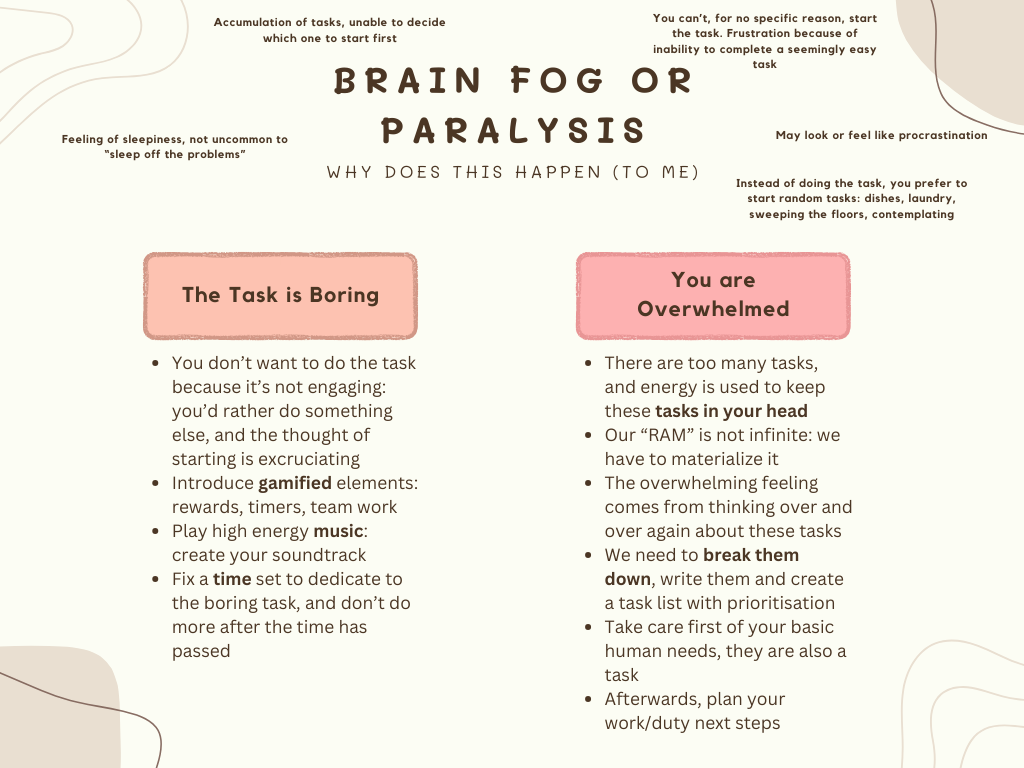 Accumulation of tasks, unable to decide
which one to start first
You can't, for no specific reason, start
the task. Frustration because of
inability to complete a seemingly easy
task
BRAIN FOG OR
PARALYSIS
WHY DOES THIS HAPPEN (TO ME)
Feeling of sleepiness, not uncommon to
“sleep off the problems”
May look or feel like procrastination
Instead of doing the task, you prefer to
start random tasks: dishes, laundry,
sweeping the floors, contemplating
The Task is Boring
• You don’t want to do the task
because it’s not engaging:
you’d rather do something
else, and the thought of
starting is excruciating
• Introduce gamified elements:
rewards, timers, team work
• Play high energy music:
create your soundtrack
• Fix a time set to dedicate to
the boring task, and don’t do
more after the time has
passed
You are
Overwhelmed
• There are too many tasks,
and energy is used to keep
these tasks in your head
• Our “RAM” is not infinite: we
have to materialize it
• The overwhelming feeling
comes from thinking over and
over again about these tasks
• We need to break them
down, write them and create
a task list with prioritisation
• Take care first of your basic
human needs, they are also a
task
• Afterwards, plan your
work/duty next steps